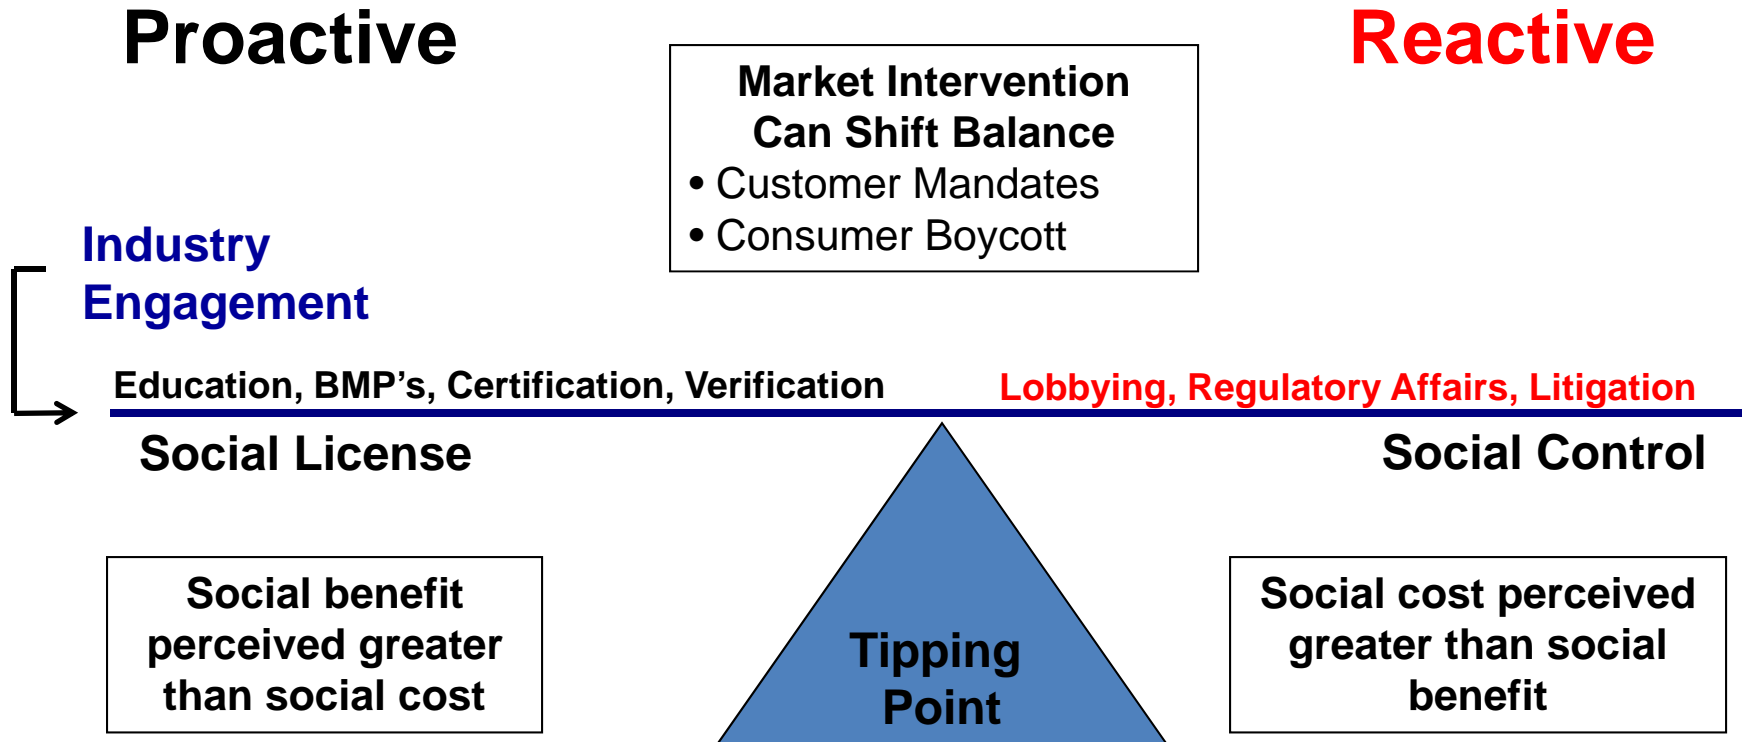 Proactive
Reactive
Market Intervention
Can Shift Balance
• Customer Mandates
• Consumer Boycott
Industry
Engagement
Education, BMP’s, Certification, Verification
Lobbying, Regulatory Affairs, Litigation
Social License
Social Control
Social benefit
perceived greater
than social cost
Tipping
Point
Social cost perceived
greater than social
benefit